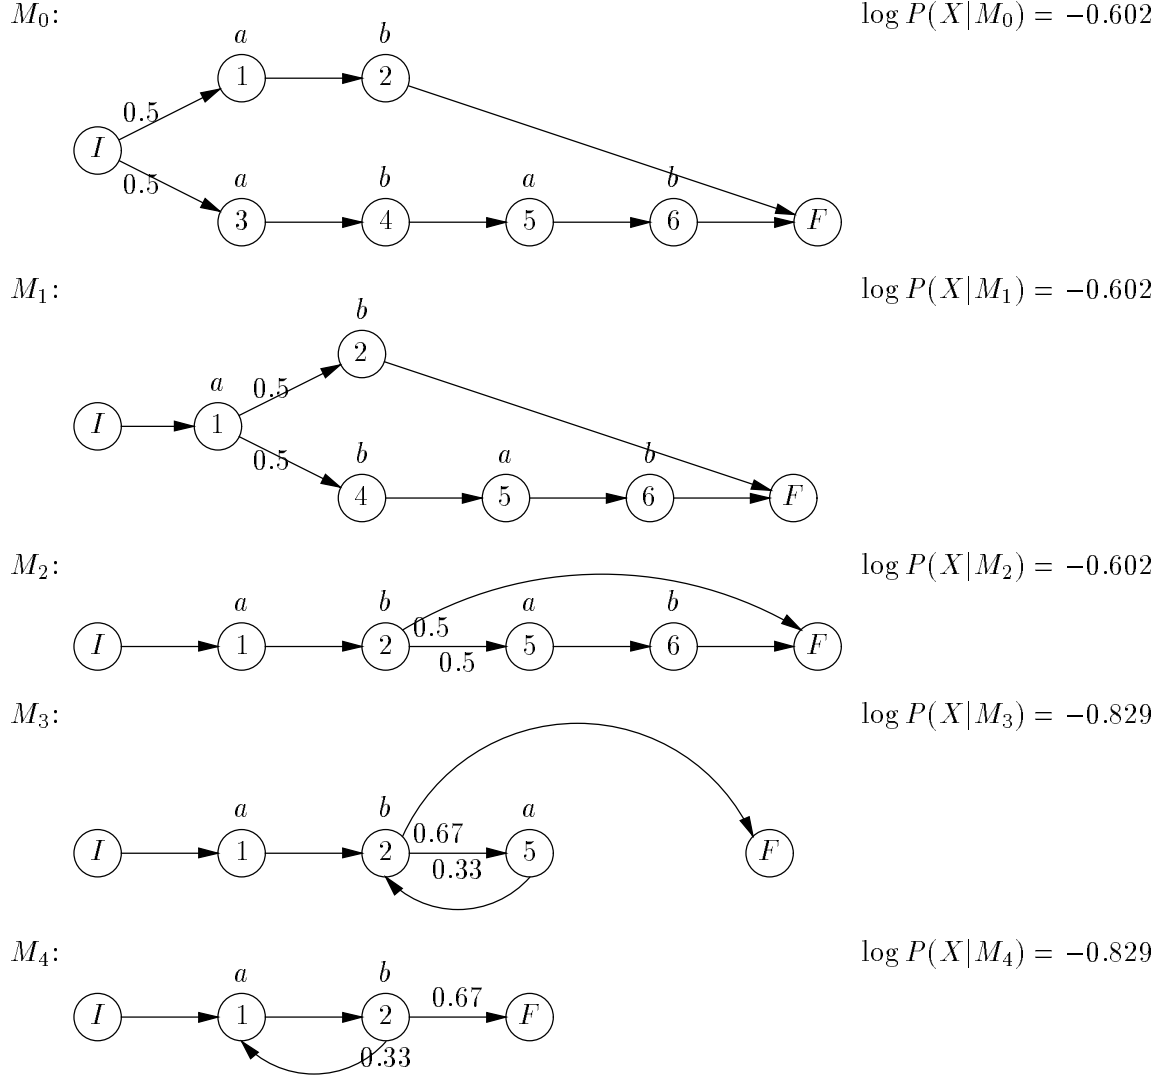 M₀: log P(X|M₀) = −0.602
a b
1 2
0.5
I
0.5
a b a b
3 4 5 6 F
M₁: log P(X|M₁) = −0.602
b
2
a 0.5
I 1
0.5 b a b
4 5 6 F
M₂: log P(X|M₂) = −0.602
a b a b
I 1 2 0.5 5 6 F
0.5
M₃: log P(X|M₃) = −0.829
a b a
I 1 2 0.67 5 F
0.33
M₄: log P(X|M₄) = −0.829
a b
I 1 2 0.67 F
0.33